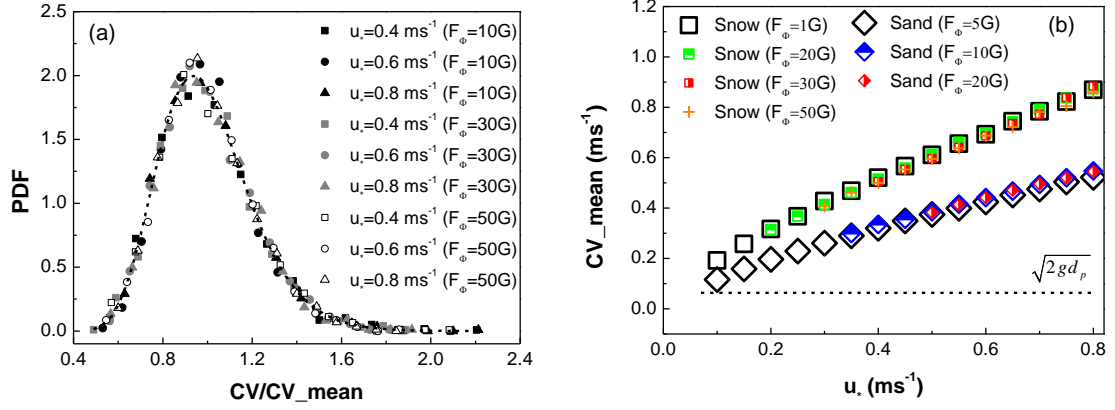 (a)
u*=0.4 ms⁻¹ (FΦ=10G)
u*=0.6 ms⁻¹ (FΦ=10G)
u*=0.8 ms⁻¹ (FΦ=10G)
u*=0.4 ms⁻¹ (FΦ=30G)
u*=0.6 ms⁻¹ (FΦ=30G)
u*=0.8 ms⁻¹ (FΦ=30G)
u*=0.4 ms⁻¹ (FΦ=50G)
u*=0.6 ms⁻¹ (FΦ=50G)
u*=0.8 ms⁻¹ (FΦ=50G)
PDF
2.5
2.0
1.5
1.0
0.5
0.0
0.4 0.8 1.2 1.6 2.0 2.4
CV/CV_mean
(b)
Snow (FΦ=1G) Sand (FΦ=5G)
Snow (FΦ=20G) Sand (FΦ=10G)
Snow (FΦ=30G) Sand (FΦ=20G)
Snow (FΦ=50G)
CV_mean (ms⁻¹)
1.2
1.0
0.8
0.6
0.4
0.2
0.0
√2gdₚ
0.0 0.2 0.4 0.6 0.8
u* (ms⁻¹)